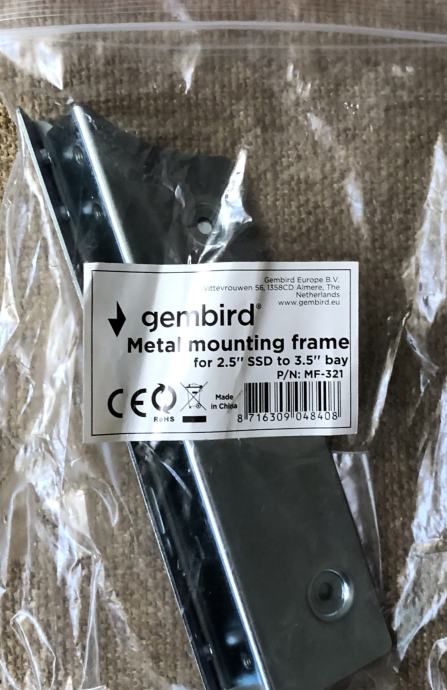 Gembird Europe B.V.
Wittevrouwen 56, 1358CD Almere, The
Netherlands
www.gembird.eu
gembird®
Metal mounting frame
for 2.5" SSD to 3.5" bay
P/N: MF-321
CE
RoHS
Made
in China
8 716309 048408